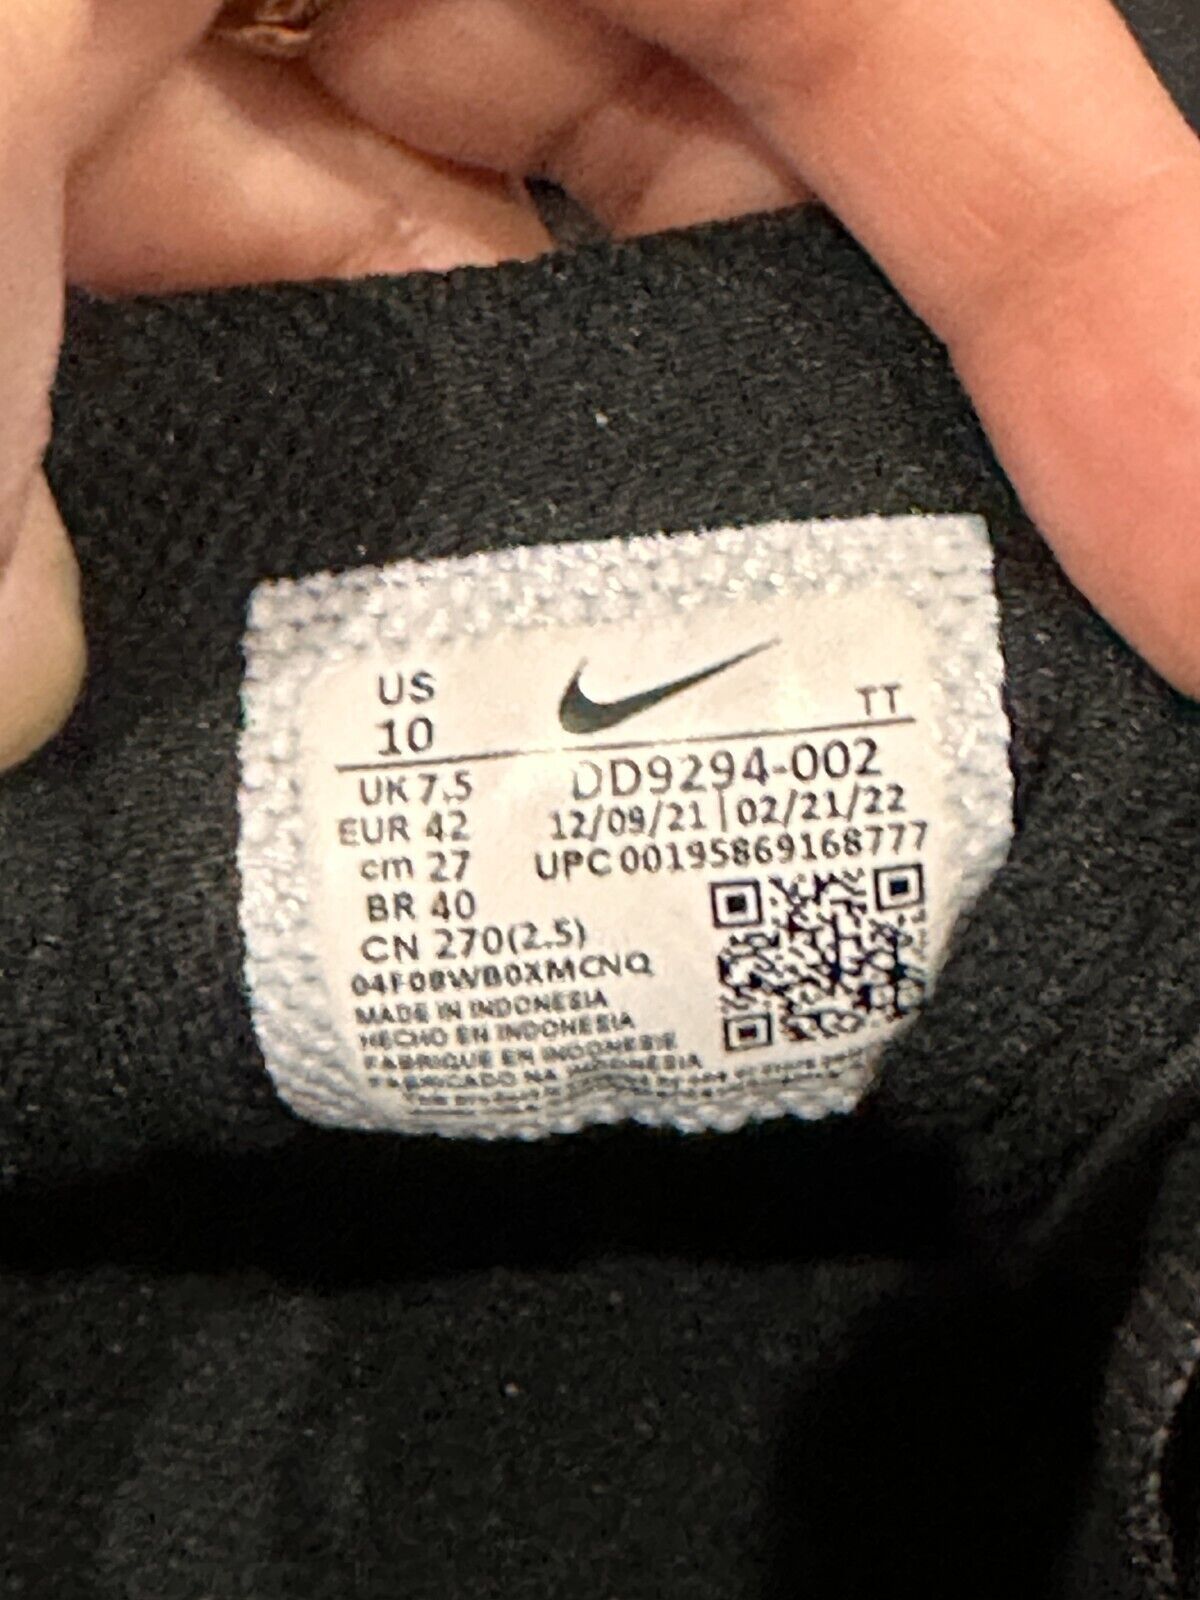 US
10
TT
UK 7.5
DD9294-002
EUR 42
12/09/21 | 02/21/22
cm 27
UPC 00195869168777
BR 40
CN 270(2.5)
04F08WB0XMCNQ
MADE IN INDONESIA
HECHO EN INDONESIA
FABRIQUE EN INDONESIE
FABRICADO NA INDONESIA